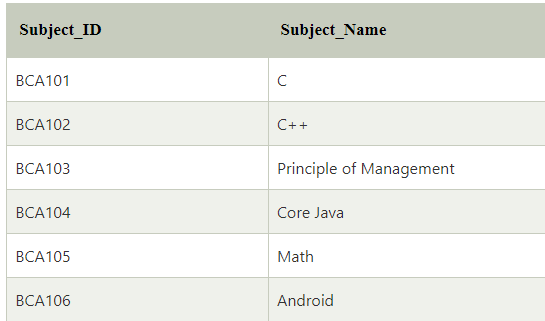 Subject_ID Subject_Name
BCA101 C
BCA102 C++
BCA103 Principle of Management
BCA104 Core Java
BCA105 Math
BCA106 Android